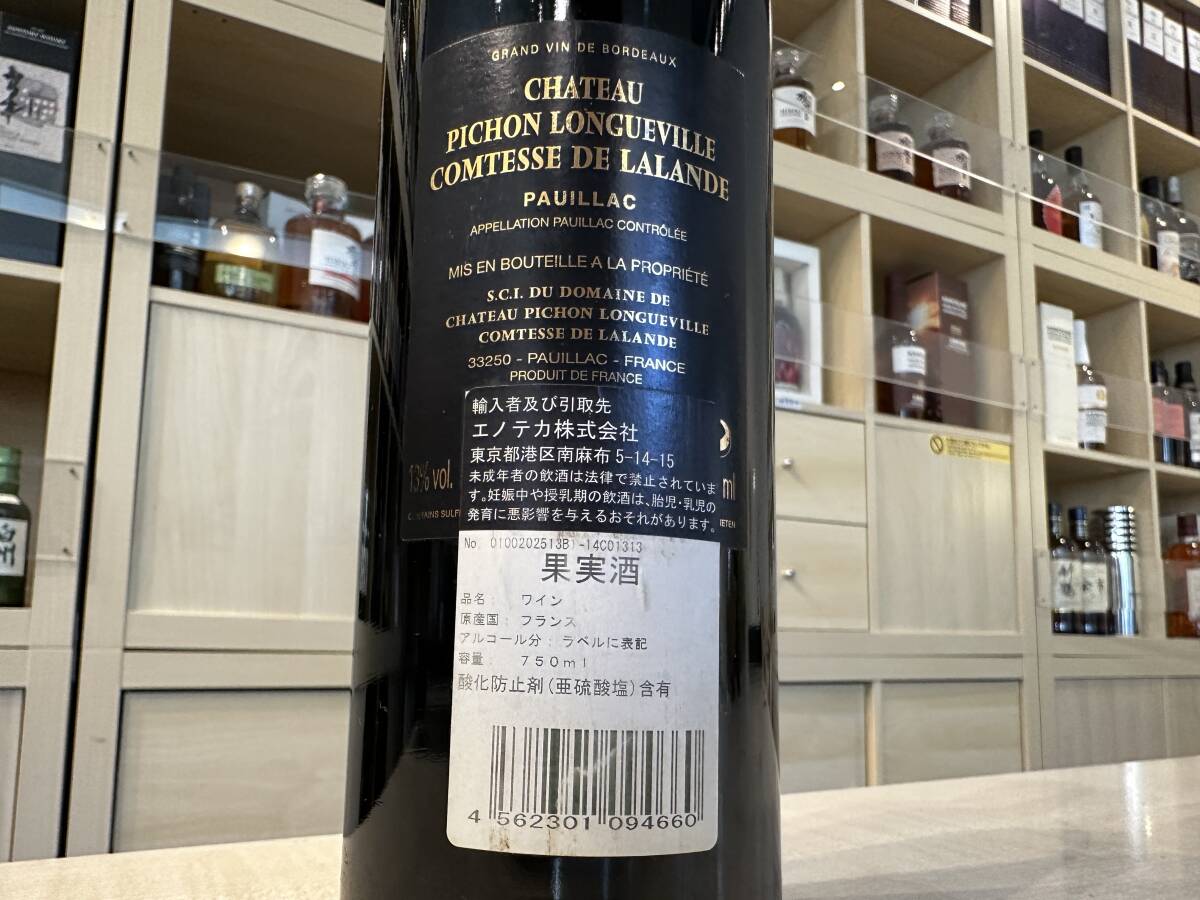 GRAND VIN DE BORDEAUX
CHATEAU
PICHON LONGUEVILLE
COMTESSE DE LALANDE
PAUILLAC
APPELLATION PAUILLAC CONTRÔLÉE
MIS EN BOUTEILLE A LA PROPRIÉTÉ
S.C.I. DU DOMAINE DE
CHATEAU PICHON LONGUEVILLE
COMTESSE DE LALANDE
33250 - PAUILLAC - FRANCE
PRODUIT DE FRANCE
輸入者及び引取先
エノテカ株式会社
東京都港区南麻布 5-14-15
13% vol.
ml
未成年者の飲酒は法律で禁止されていま
す。妊娠中や授乳期の飲酒は、胎児・乳児の
発育に悪影響を与えるおそれがあります。
No. 0100202513B1-14C01313
果実酒
品名: ワイン
原産国: フランス
アルコール分: ラベルに表記
容量: 750ml
酸化防止剤(亜硫酸塩)含有
4 562301 094660
白州